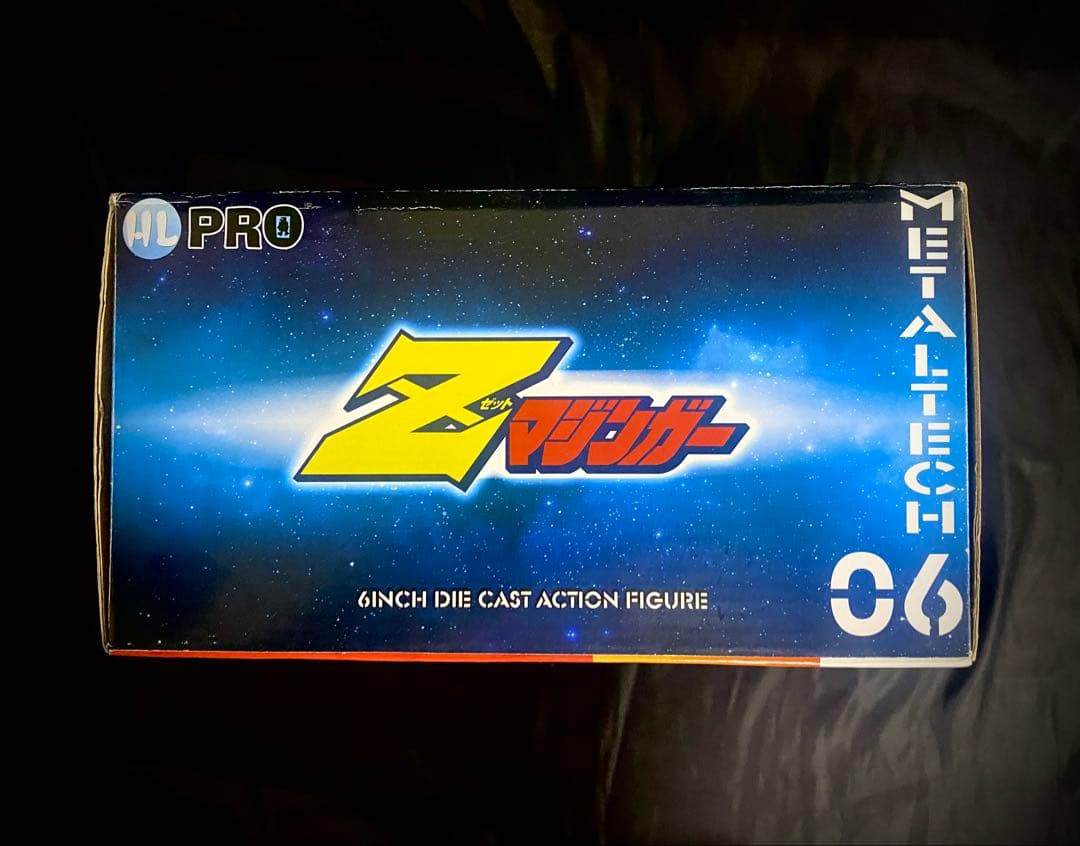 HL PRO
METALTECH
06
Z
ゼット
マジンガー
6INCH DIE CAST ACTION FIGURE